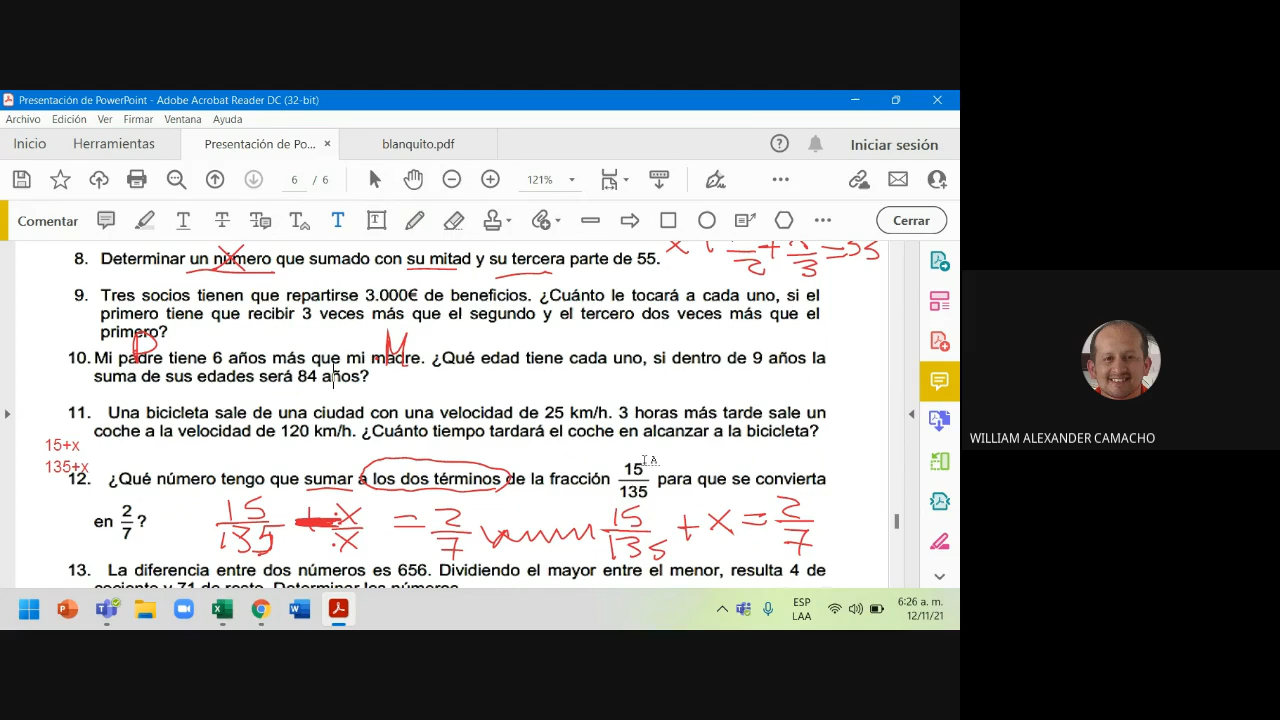 Presentación de PowerPoint - Adobe Acrobat Reader DC (32-bit)
Archivo Edición Ver Firmar Ventana Ayuda
Inicio Herramientas Presentación de Po... × blanquito.pdf Iniciar sesión
6 / 6 121%
Comentar Cerrar
8. Determinar un número que sumado con su mitad y su tercera parte de 55.
X
9. Tres socios tienen que repartirse 3.000€ de beneficios. ¿Cuánto le tocará a cada uno, si el
primero tiene que recibir 3 veces más que el segundo y el tercero dos veces más que el
primero?
P M
10. Mi padre tiene 6 años más que mi madre. ¿Qué edad tiene cada uno, si dentro de 9 años la
suma de sus edades será 84 años?
11. Una bicicleta sale de una ciudad con una velocidad de 25 km/h. 3 horas más tarde sale un
coche a la velocidad de 120 km/h. ¿Cuánto tiempo tardará el coche en alcanzar a la bicicleta?
15+x
135+x
12. ¿Qué número tengo que sumar a los dos términos de la fracción 15/135 para que se convierta
en 2/7?
15/135 + x/x = 2/7 15/135 + x = 2/7
13. La diferencia entre dos números es 656. Dividiendo el mayor entre el menor, resulta 4 de
cociente y 71 de resto. Determinar los números.
ESP
LAA
6:26 a. m.
12/11/21
WILLIAM ALEXANDER CAMACHO